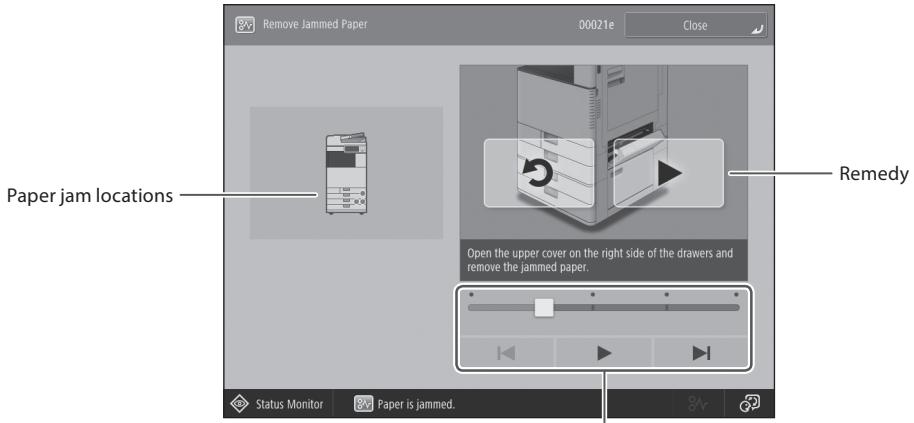 Remove Jammed Paper
00021e
Close
Paper jam locations
Remedy
Open the upper cover on the right side of the drawers and
remove the jammed paper.
Status Monitor
Paper is jammed.